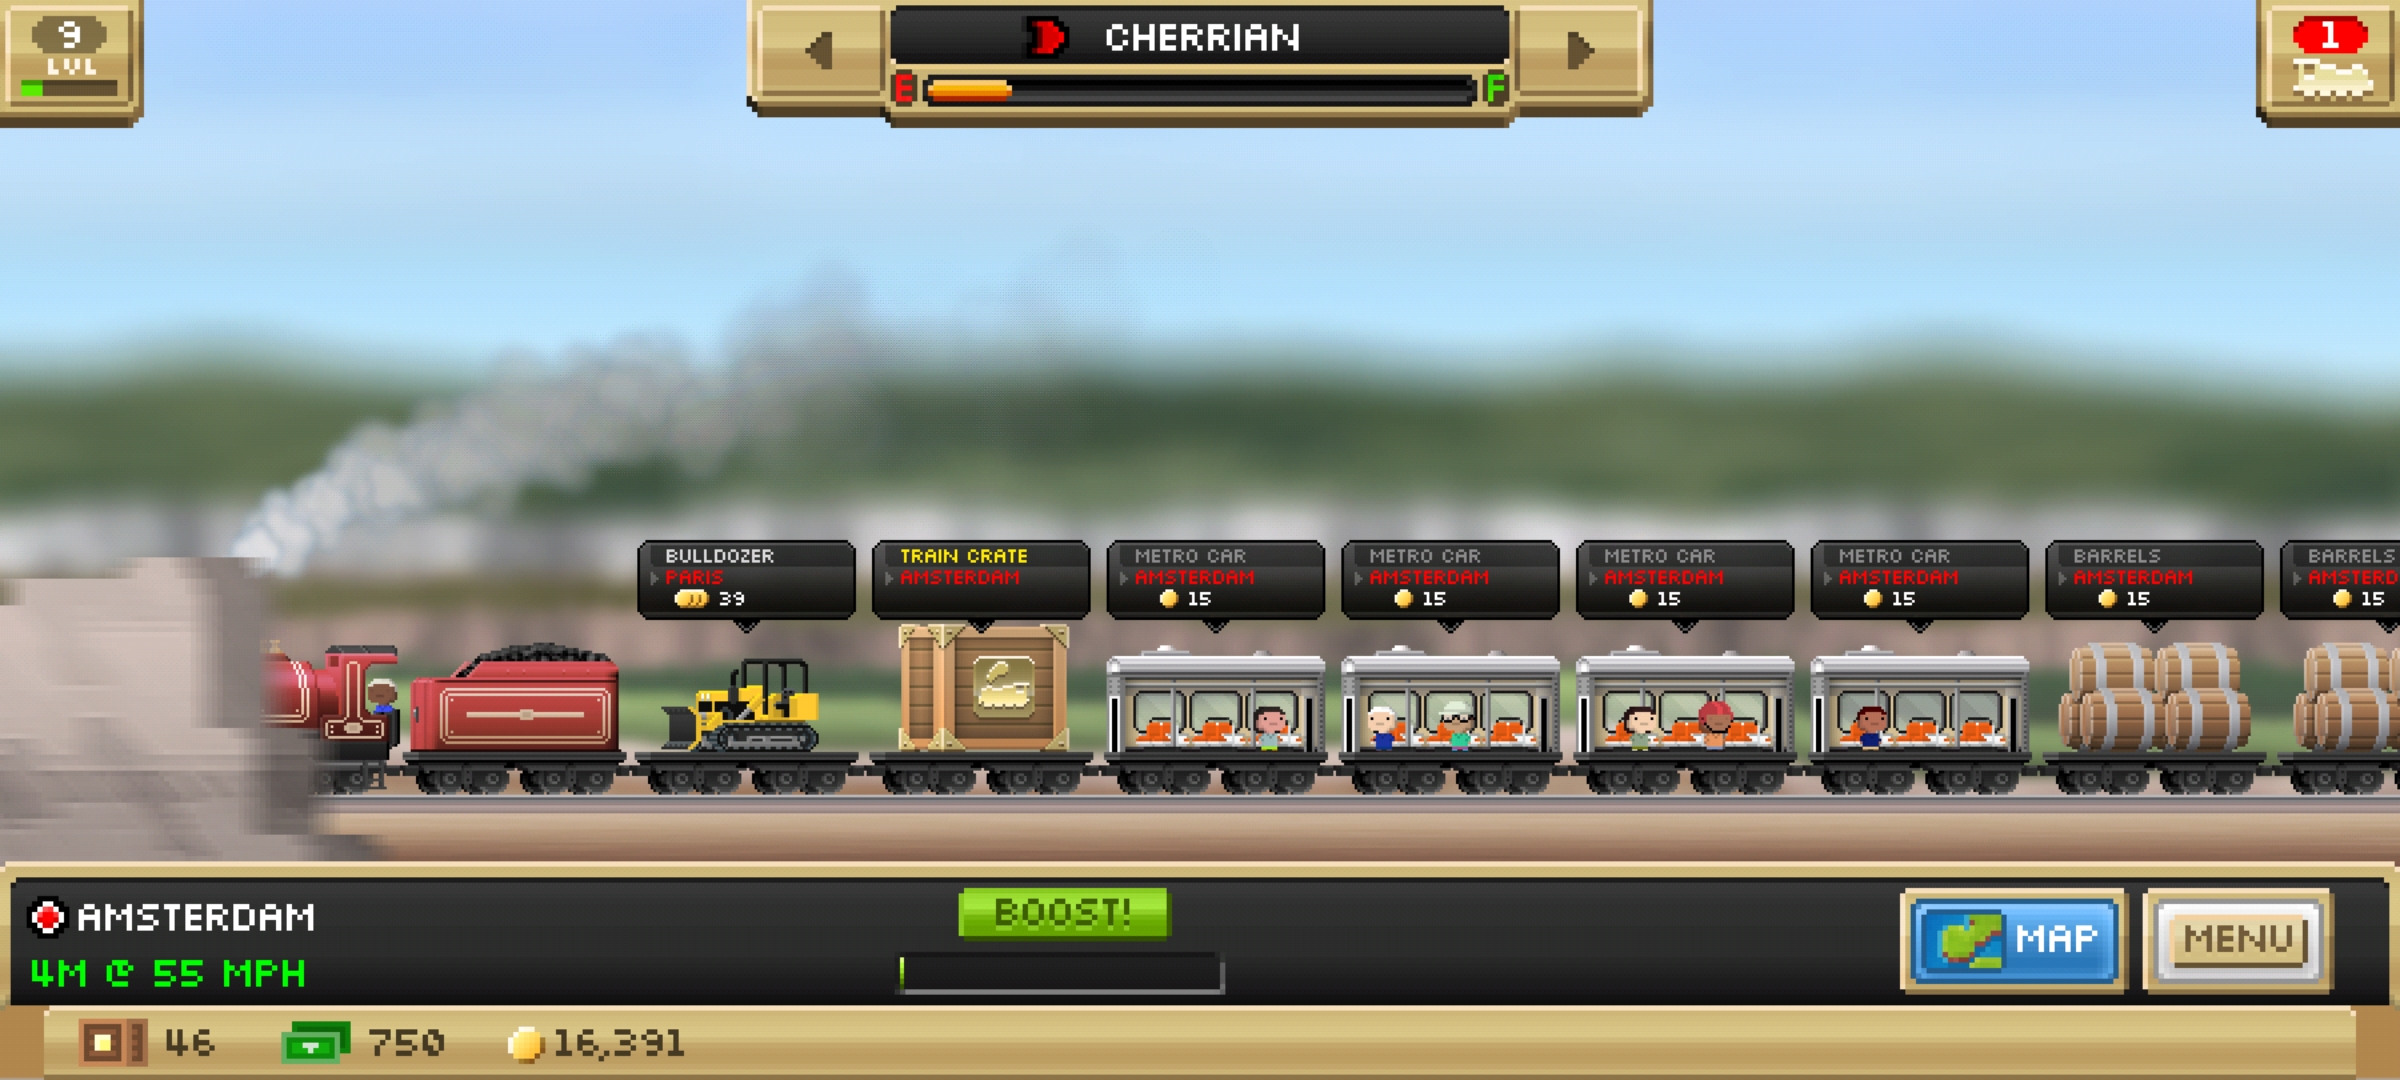 9
LVL
CHERRIAN
E F
1
BULLDOZER
PARIS
39
TRAIN CRATE
AMSTERDAM
METRO CAR
AMSTERDAM
15
METRO CAR
AMSTERDAM
15
METRO CAR
AMSTERDAM
15
METRO CAR
AMSTERDAM
15
BARRELS
AMSTERDAM
15
BARRELS
AMSTERD
15
AMSTERDAM
4M @ 55 MPH
BOOST!
MAP
MENU
46
750
16,391